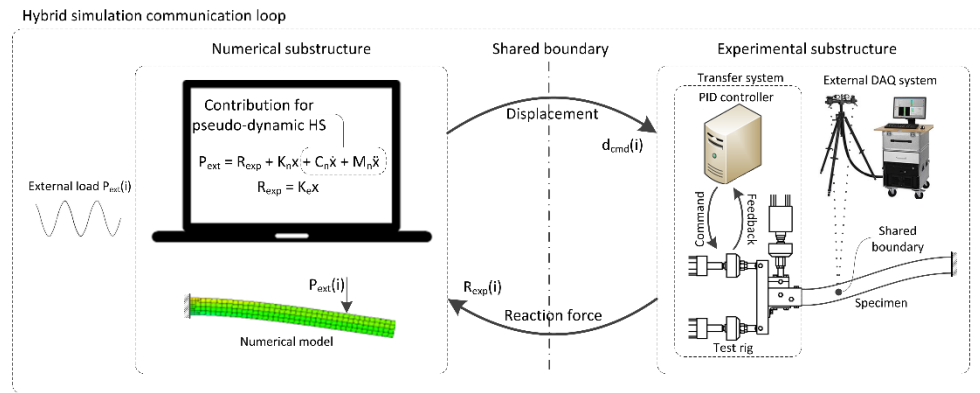 Hybrid simulation communication loop
Numerical substructure
Shared boundary
Experimental substructure
Contribution for
pseudo-dynamic HS
P_ext = R_exp + K_n x + C_n ẋ + M_n ẍ
R_exp = K_e x
External load P_ext(i)
P_ext(i)
Numerical model
Displacement
d_cmd(i)
R_exp(i)
Reaction force
Transfer system
PID controller
External DAQ system
Command
Feedback
Shared
boundary
Specimen
Test rig